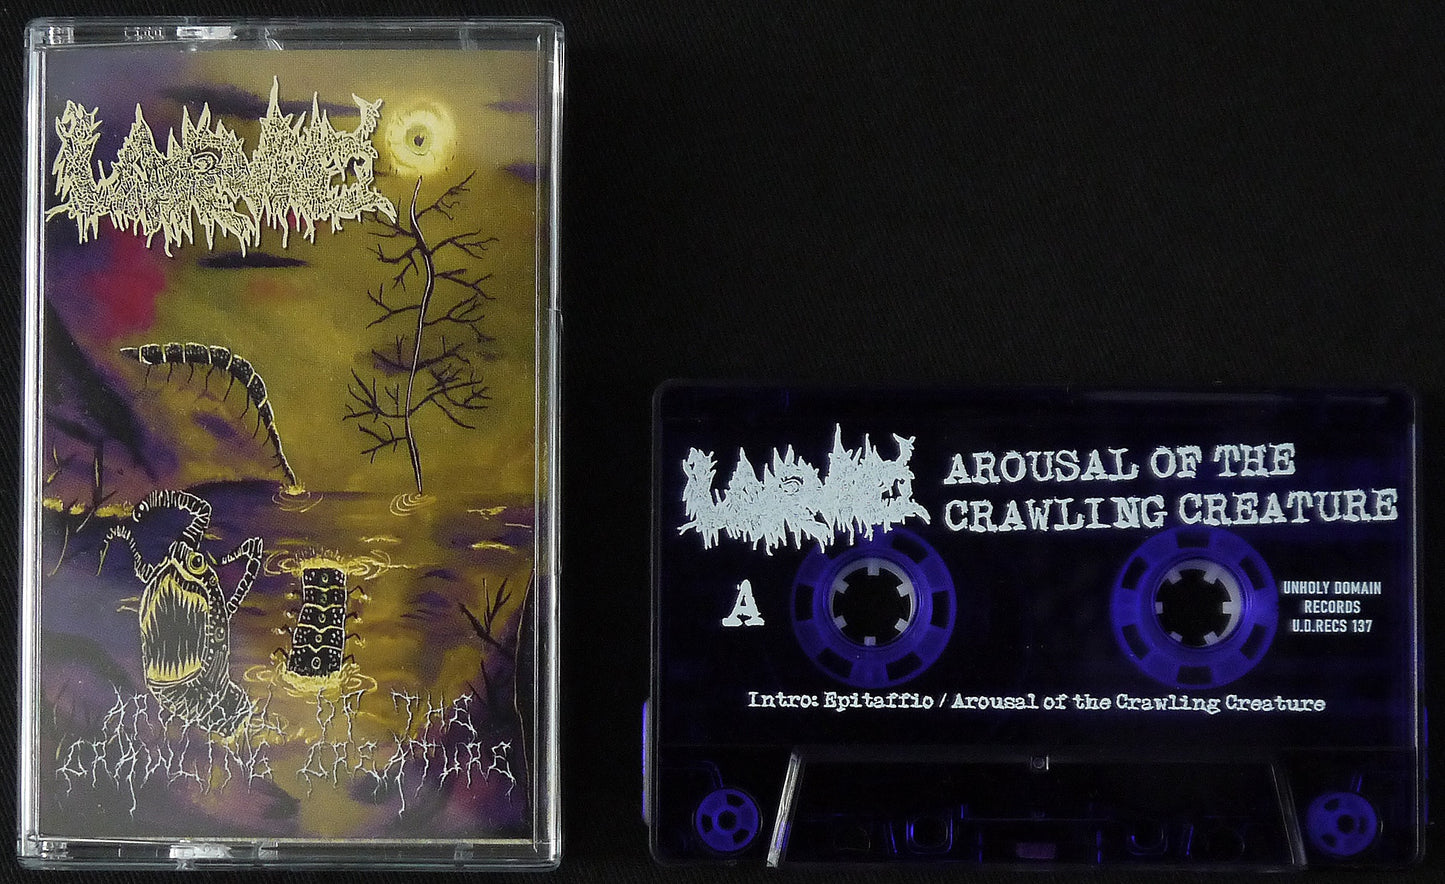 AROUSAL OF THE
CRAWLING CREATURE
AROUSAL OF THE
CRAWLING CREATURE
A
UNHOLY DOMAIN
RECORDS
U.D.RECS 137
Intro: Epitaffio / Arousal of the Crawling Creature